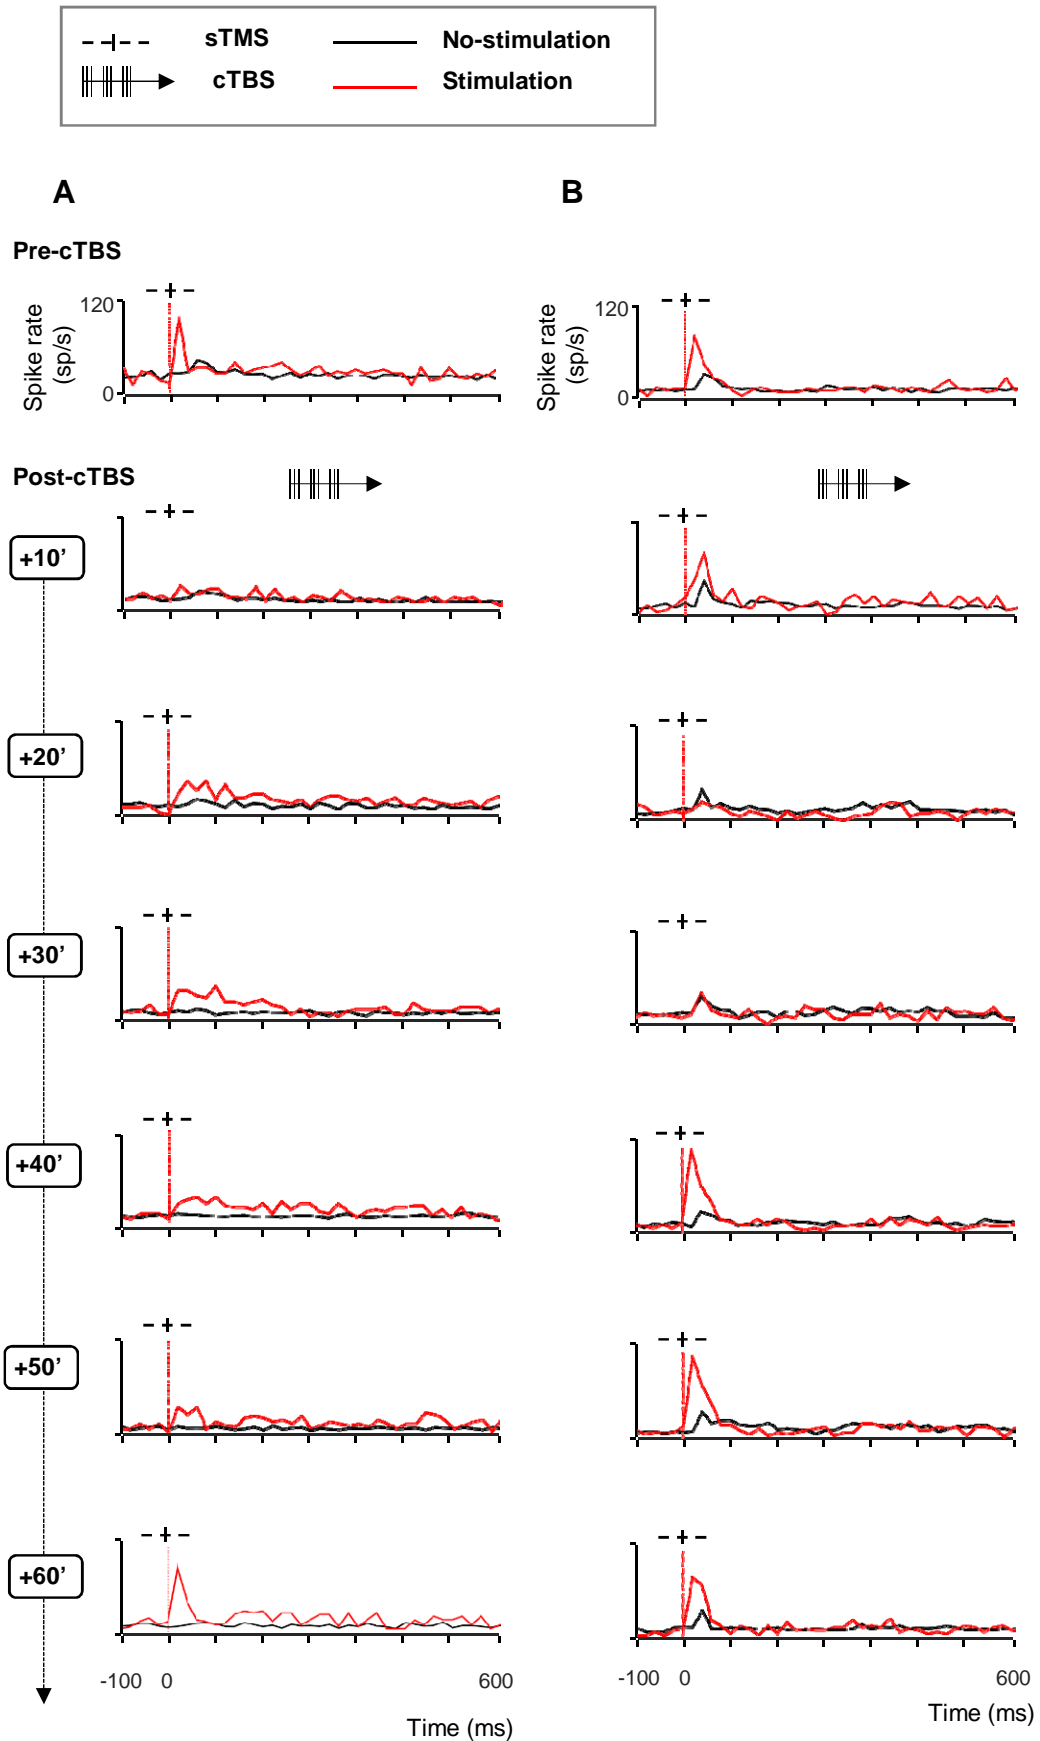 sTMS No-stimulation
cTBS Stimulation
A B
Pre-cTBS
Spike rate
(sp/s)
120
0
Spike rate
(sp/s)
120
0
Post-cTBS
+10’
+20’
+30’
+40’
+50’
+60’
-100 0 600
Time (ms)
-100 0 600
Time (ms)